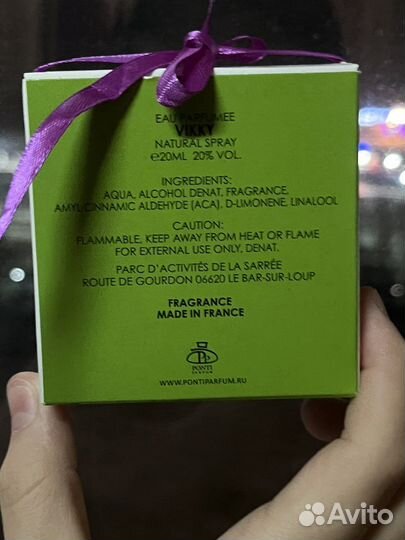 EAU PARFUMEE
VIKKY
NATURAL SPRAY
℮20ML 20% VOL.
INGREDIENTS:
AQUA, ALCOHOL DENAT, FRAGRANCE,
AMYL CINNAMIC ALDEHYDE (ACA), D-LIMONENE, LINALOOL
CAUTION:
FLAMMABLE, KEEP AWAY FROM HEAT OR FLAME
FOR EXTERNAL USE ONLY, DENAT.
PARC D'ACTIVITÉS DE LA SARRÉE
ROUTE DE GOURDON 06620 LE BAR-SUR-LOUP
FRAGRANCE
MADE IN FRANCE
PONTI
PARFUM
WWW.PONTIPARFUM.RU
Avito